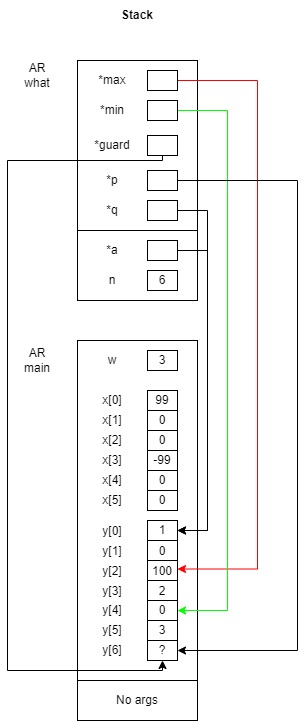 Stack
AR
what
*max
*min
*guard
*p
*q
*a
n 6
AR
main
w 3
x[0] 99
x[1] 0
x[2] 0
x[3] -99
x[4] 0
x[5] 0
y[0] 1
y[1] 0
y[2] 100
y[3] 2
y[4] 0
y[5] 3
y[6] ?
No args